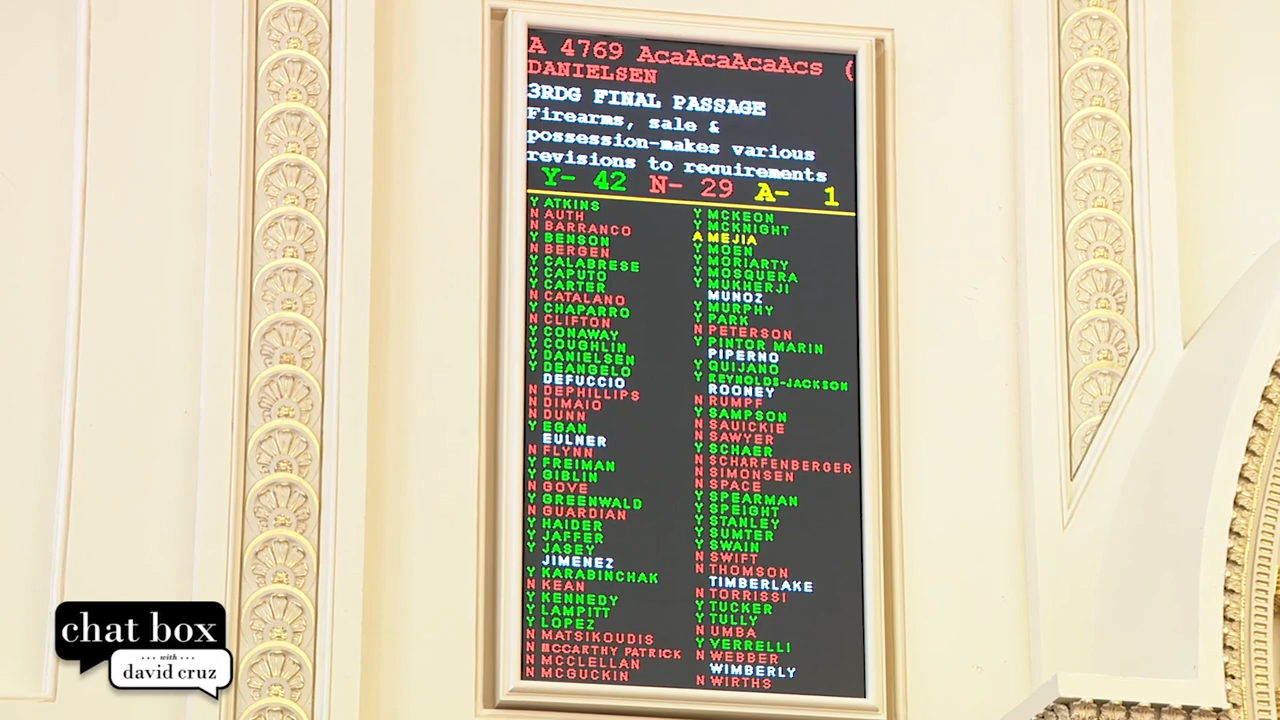 A 4769 AcaAcaAcaAcs (
DANIELSEN
3RDG FINAL PASSAGE
Firearms, sale &
possession-makes various
revisions to requirements
Y- 42 N- 29 A- 1
Y ATKINS
N AUTH
N BARRANCO
Y BENSON
N BERGEN
Y CALABRESE
Y CAPUTO
Y CARTER
N CATALANO
Y CHAPARRO
N CLIFTON
Y CONAWAY
Y COUGHLIN
Y DANIELSEN
Y DEANGELO
DEFUCCIO
N DEPHILLIPS
N DIMAIO
N DUNN
Y EGAN
EULNER
N FLYNN
Y FREIMAN
Y GIBLIN
N GOVE
Y GREENWALD
N GUARDIAN
Y HAIDER
Y JAFFER
Y JASEY
JIMENEZ
Y KARABINCHAK
N KEAN
Y KENNEDY
Y LAMPITT
Y LOPEZ
N MATSIKOUDIS
N MCCARTHY PATRICK
N MCCLELLAN
N MCGUCKIN
Y MCKEON
Y MCKNIGHT
A MEJIA
Y MOEN
Y MORIARTY
Y MOSQUERA
Y MUKHERJI
MUNOZ
Y MURPHY
Y PARK
N PETERSON
Y PINTOR MARIN
PIPERNO
Y QUIJANO
Y REYNOLDS-JACKSON
ROONEY
N RUMPF
Y SAMPSON
N SAUICKIE
N SAWYER
Y SCHAER
N SCHARFENBERGER
N SIMONSEN
N SPACE
Y SPEARMAN
Y SPEIGHT
Y STANLEY
Y SUMTER
Y SWAIN
N SWIFT
N THOMSON
TIMBERLAKE
N TORRISSI
Y TUCKER
Y TULLY
N UMBA
Y VERRELLI
N WEBBER
WIMBERLY
N WIRTHS
chat box
with
david cruz